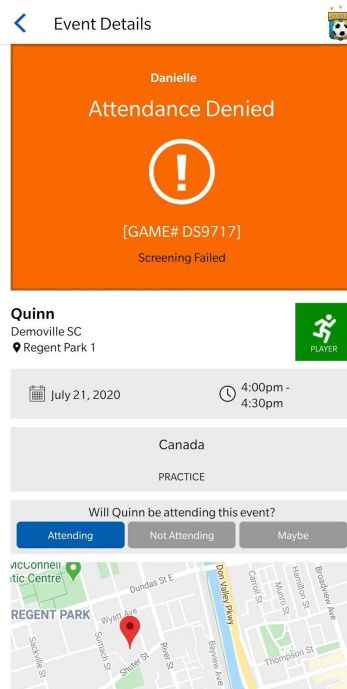 Event Details
Danielle
Attendance Denied
!
[GAME# DS9717]
Screening Failed
Quinn
Demoville SC
Regent Park 1
PLAYER
July 21, 2020
4:00pm -
4:30pm
Canada
PRACTICE
Will Quinn be attending this event?
Attending
Not Attending
Maybe
McConnell
tic Centre
Dundas St E
REGENT PARK
Wyatt Ave
Sackville St
Sumach St
Shuter St
River St
Bayview Ave
Don Valley Pkwy
Carroll St
Munro St
Hamilton St
Broadview Ave
Thompson St